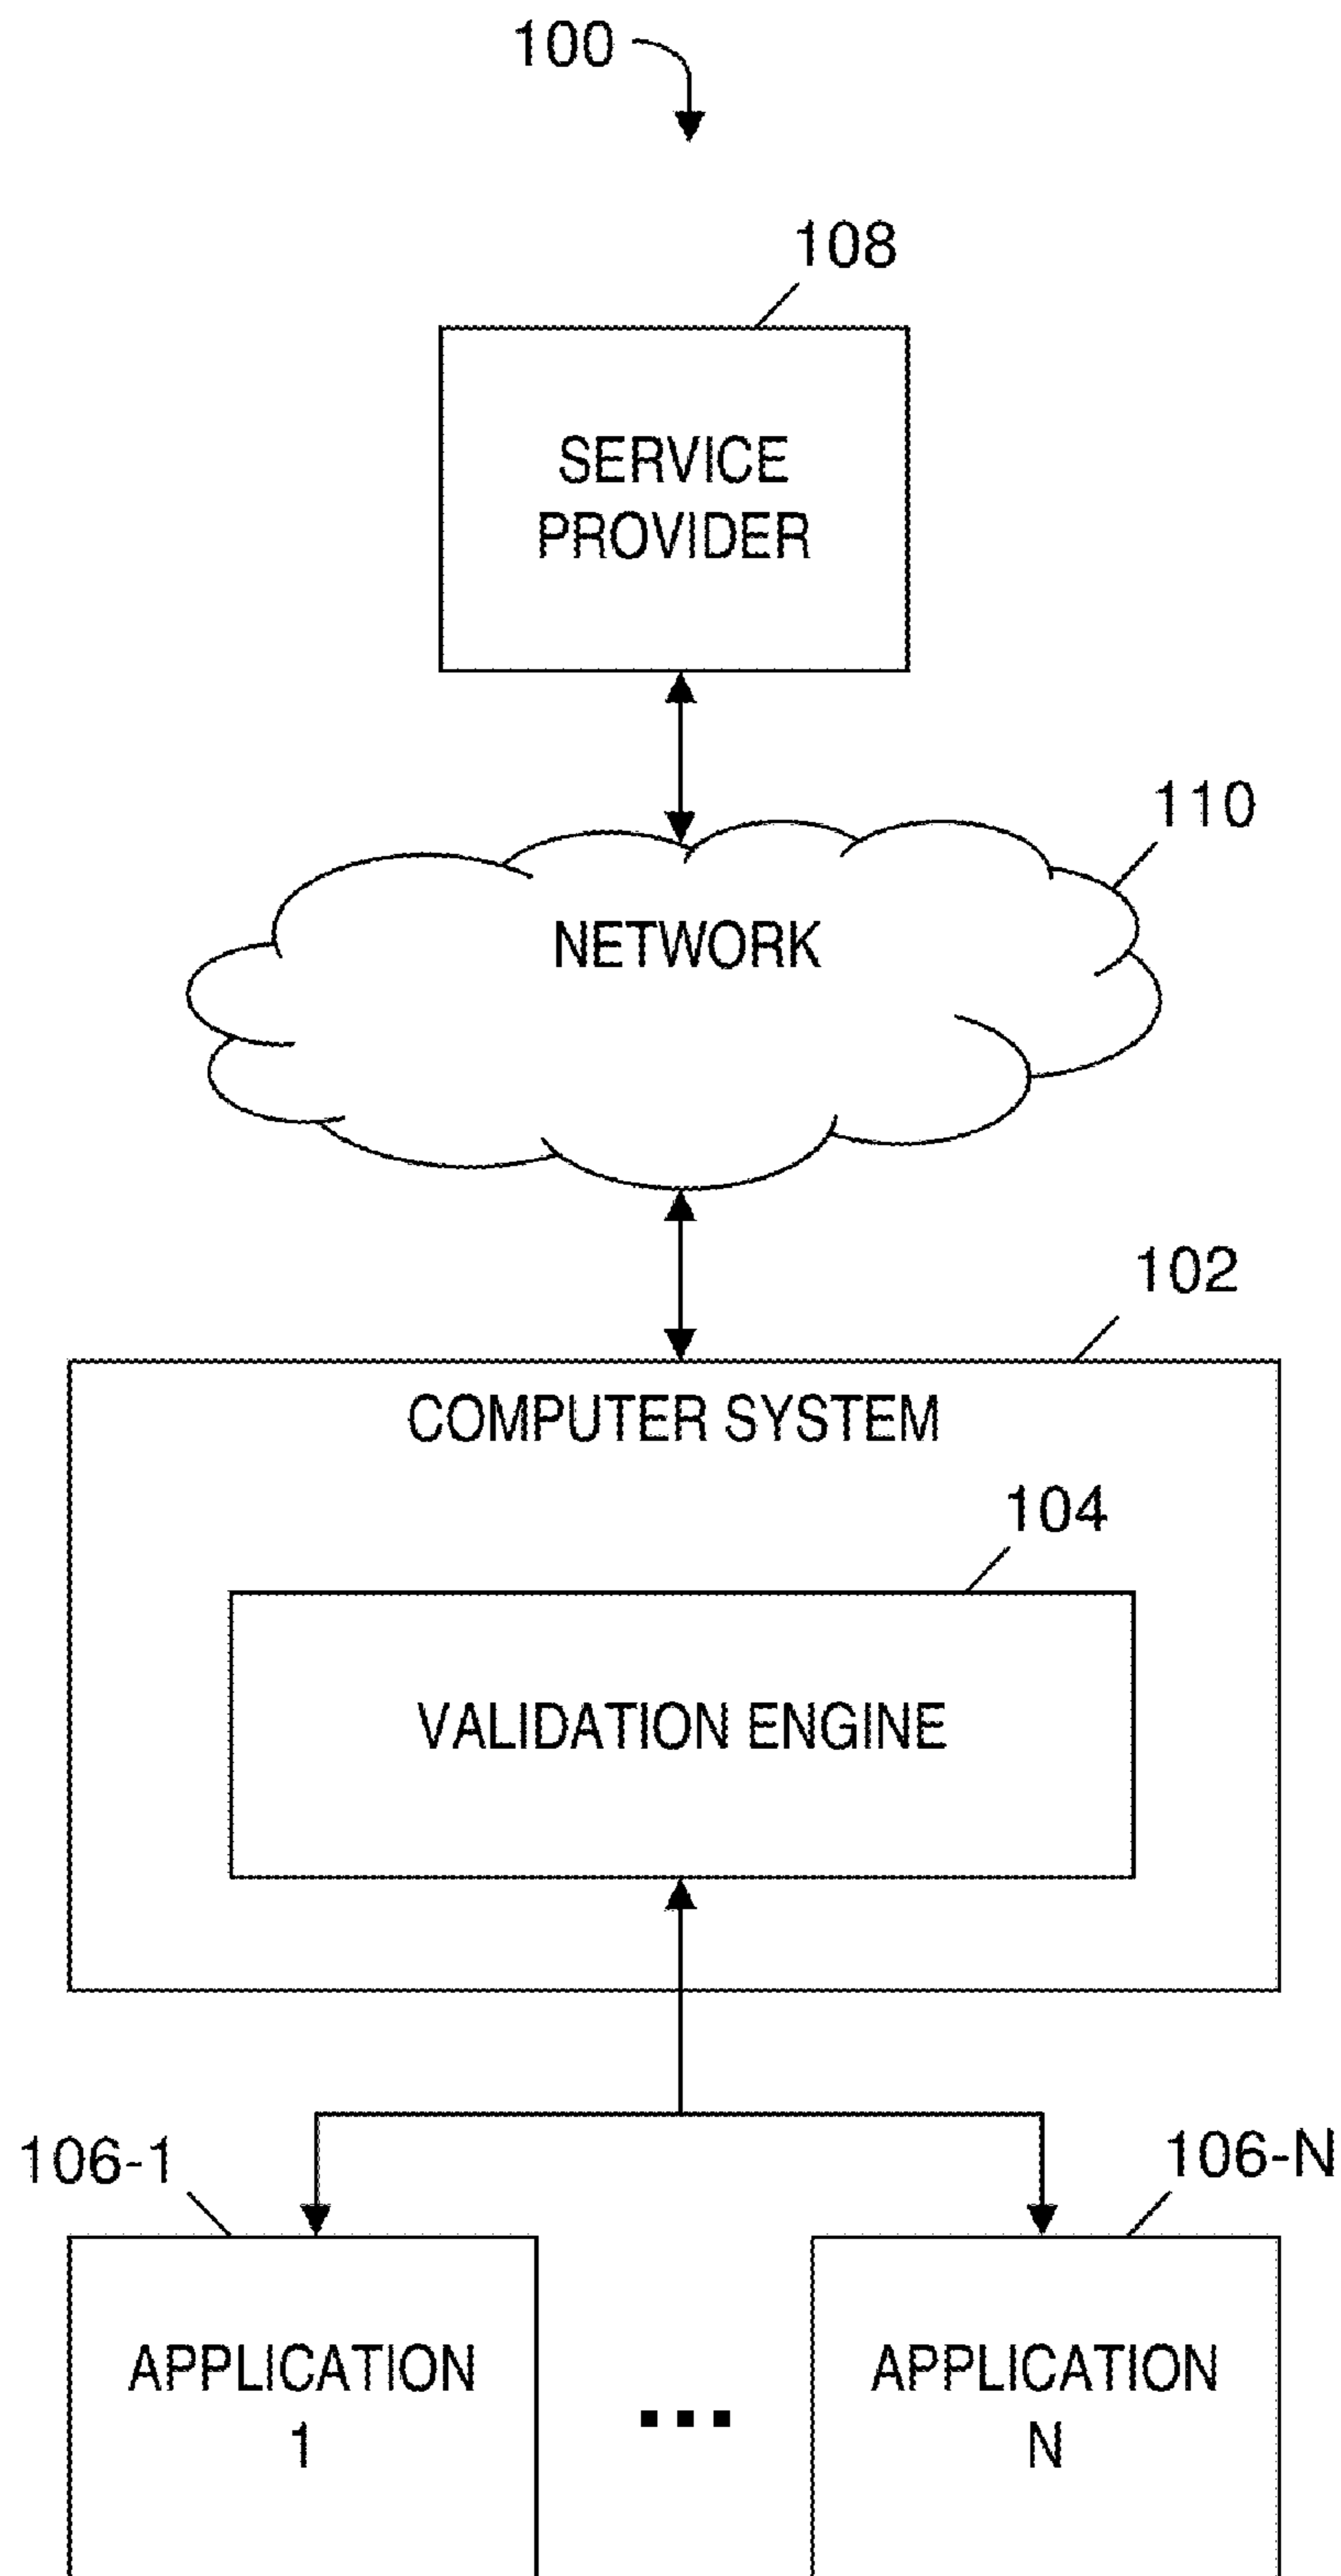 100
108
SERVICE
PROVIDER
110
NETWORK
102
COMPUTER SYSTEM
104
VALIDATION ENGINE
106-1
106-N
APPLICATION
1
...
APPLICATION
N